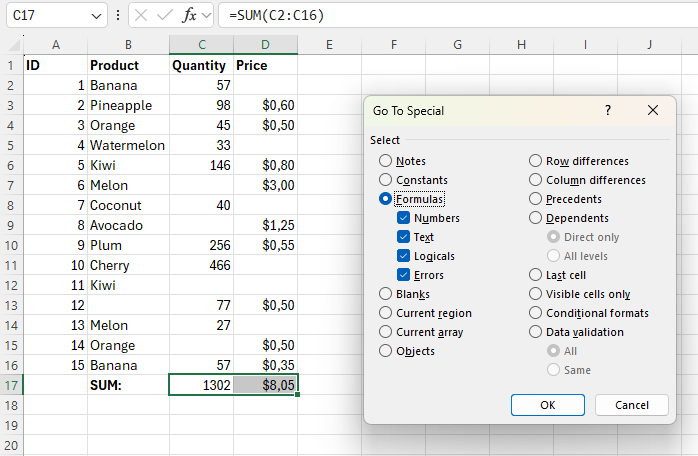 C17 fx =SUM(C2:C16)
A B C D E F G H I J
1 ID Product Quantity Price
2 1 Banana 57
3 2 Pineapple 98 $0,60
4 3 Orange 45 $0,50
5 4 Watermelon 33
6 5 Kiwi 146 $0,80
7 6 Melon $3,00
8 7 Coconut 40
9 8 Avocado $1,25
10 9 Plum 256 $0,55
11 10 Cherry 466
12 11 Kiwi
13 12 77 $0,50
14 13 Melon 27
15 14 Orange $0,50
16 15 Banana 57 $0,35
17 SUM: 1302 $8,05
18
19
20
Go To Special ?
Select
Notes
Constants
Formulas
Numbers
Text
Logicals
Errors
Blanks
Current region
Current array
Objects
Row differences
Column differences
Precedents
Dependents
Direct only
All levels
Last cell
Visible cells only
Conditional formats
Data validation
All
Same
OK Cancel